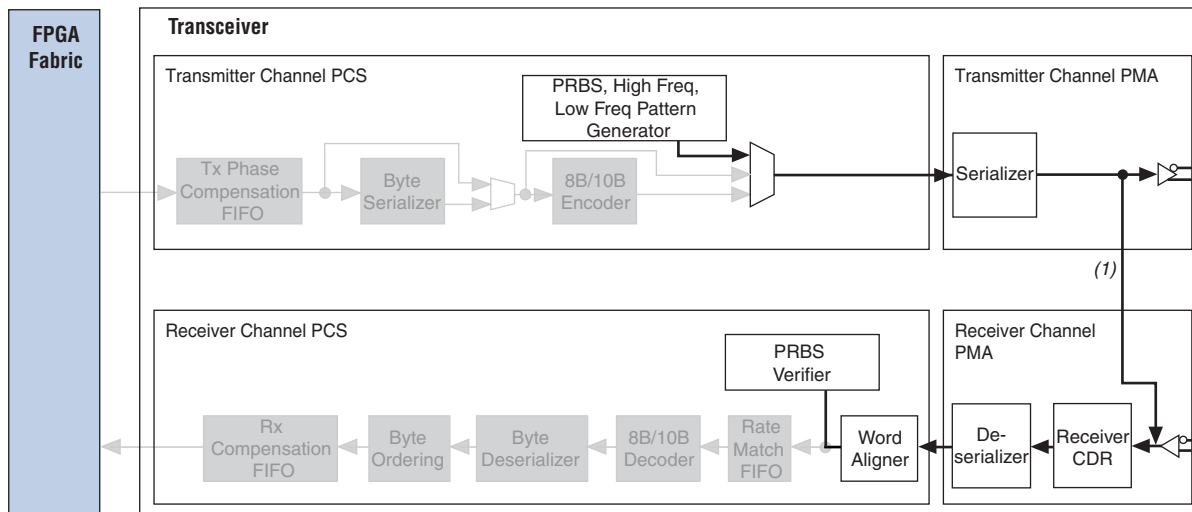 FPGA
Fabric
Transceiver
Transmitter Channel PCS
PRBS, High Freq,
Low Freq Pattern
Generator
Tx Phase
Compensation
FIFO
Byte
Serializer
8B/10B
Encoder
Transmitter Channel PMA
Serializer
(1)
Receiver Channel PCS
PRBS
Verifier
Rx
Compensation
FIFO
Byte
Ordering
Byte
Deserializer
8B/10B
Decoder
Rate
Match
FIFO
Word
Aligner
Receiver Channel
PMA
De-
serializer
Receiver
CDR